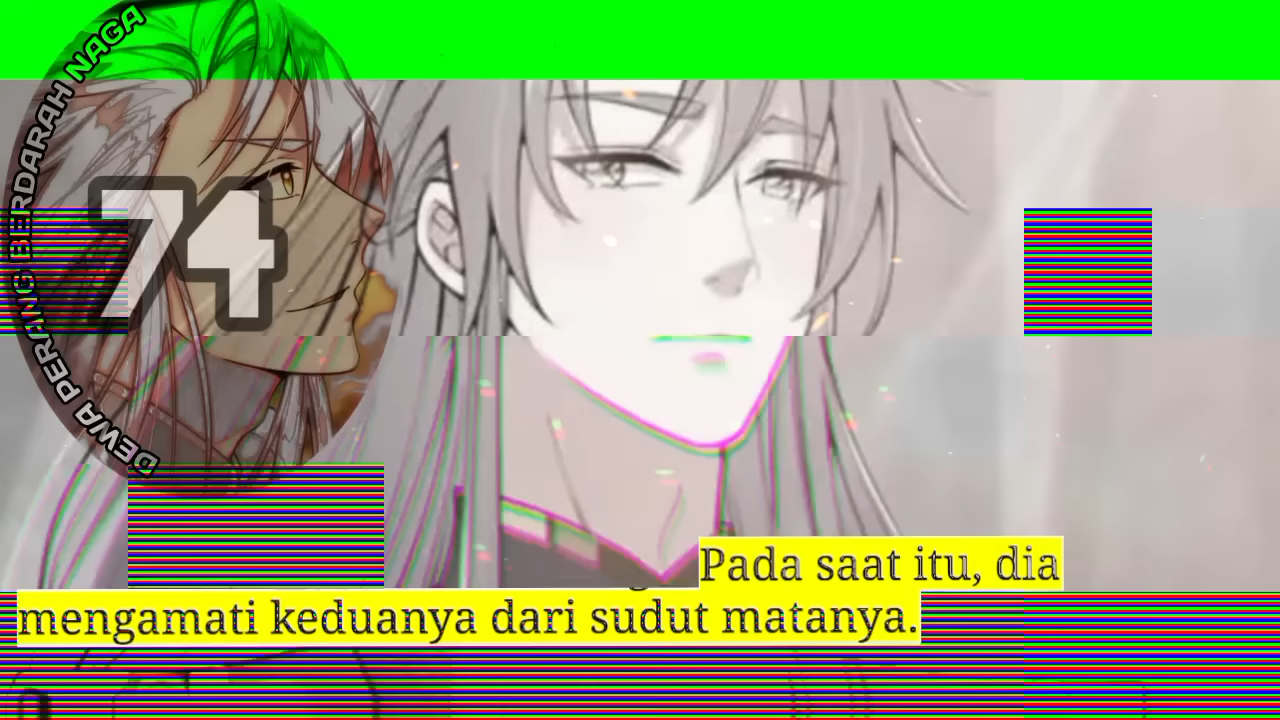 DEWA PERANG BERDARAH NAGA
74
Pada saat itu, dia
mengamati keduanya dari sudut matanya.